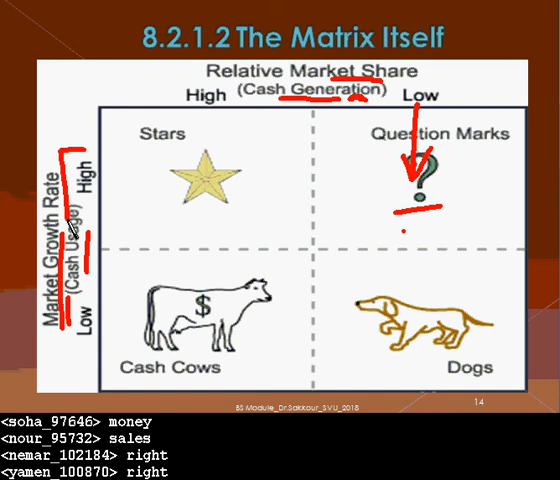 8.2.1.2 The Matrix Itself
Relative Market Share
(Cash Generation)
High
Low
Market Growth Rate
(Cash Usage)
High
Low
Stars
Question Marks
?
$
Cash Cows
Dogs
BS Module_Dr.Sakkour_SVU_2018
14
<soha_97646> money
<nour_95732> sales
<nemar_102184> right
<yamen_100870> right